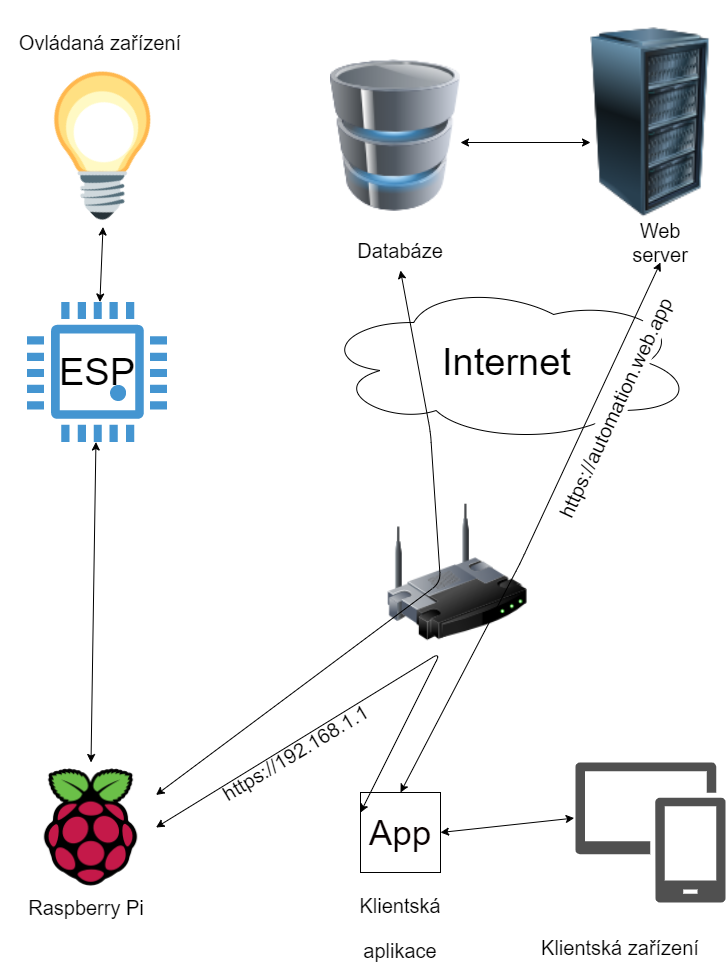 Ovládaná zařízení
Databáze
Web
server
ESP
Internet
https://automation.web.app
https://192.168.1.1
App
Raspberry Pi
Klientská
aplikace
Klientská zařízení